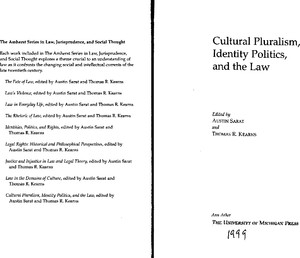 The Amherst Series in Law, Jurisprudence, and Social Thought
Each work included in The Amherst Series in Law, Jurisprudence,
and Social Thought explores a theme crucial to an understanding of
law as it confronts the changing social and intellectual currents of the
late twentieth century.
The Fate of Law, edited by Austin Sarat and Thomas R. Kearns
Law's Violence, edited by Austin Sarat and Thomas R. Kearns
Law in Everyday Life, edited by Austin Sarat and Thomas R. Kearns
The Rhetoric of Law, edited by Austin Sarat and Thomas R. Kearns
Identities, Politics, and Rights, edited by Austin Sarat and
Thomas R. Kearns
Legal Rights: Historical and Philosophical Perspectives, edited by
Austin Sarat and Thomas R. Kearns
Justice and Injustice in Law and Legal Theory, edited by Austin Sarat and
Thomas R. Kearns
Law in the Domains of Culture, edited by Austin Sarat and
Thomas R. Kearns
Cultural Pluralism, Identity Politics, and the Law, edited by
Austin Sarat and Thomas R. Kearns
Cultural Pluralism,
Identity Politics,
and the Law
Edited by
AUSTIN SARAT
and
THOMAS R. KEARNS
Ann Arbor
THE UNIVERSITY OF MICHIGAN PRESS
1999